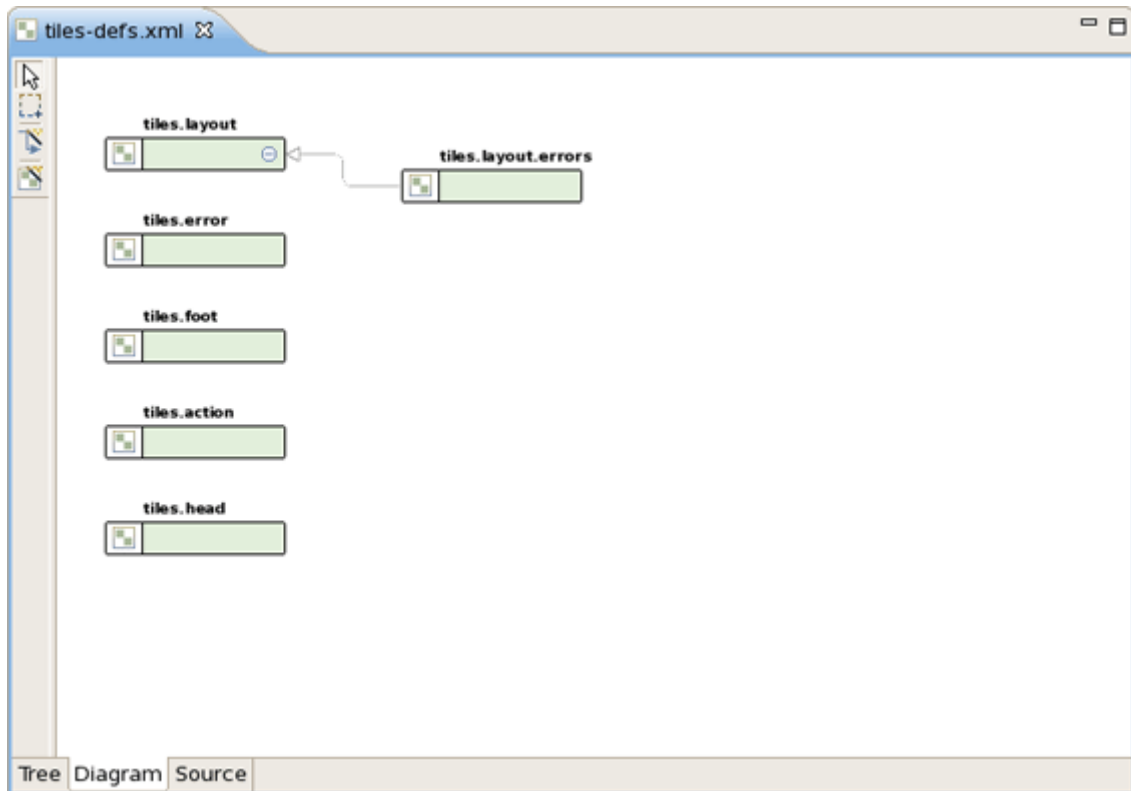 tiles-defs.xml
tiles.layout
tiles.layout.errors
tiles.error
tiles.foot
tiles.action
tiles.head
Tree Diagram Source